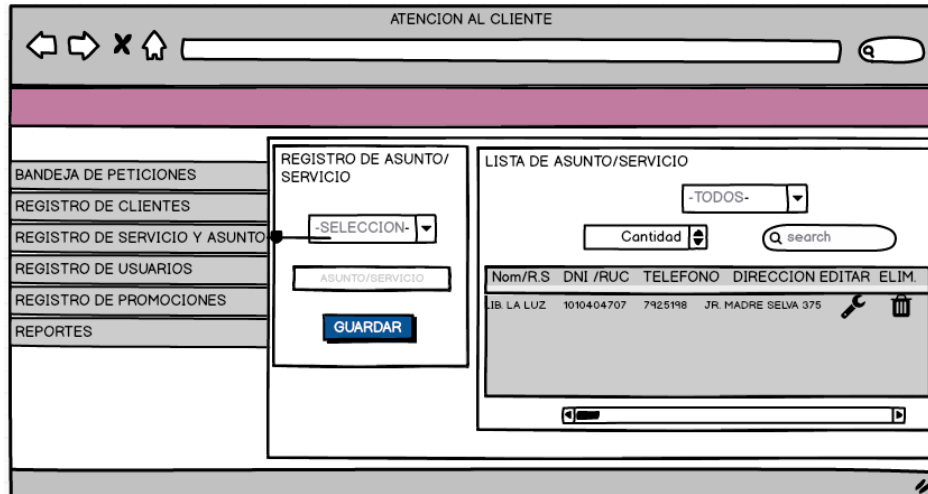 ATENCION AL CLIENTE
BANDEJA DE PETICIONES
REGISTRO DE CLIENTES
REGISTRO DE SERVICIO Y ASUNTO
REGISTRO DE USUARIOS
REGISTRO DE PROMOCIONES
REPORTES
REGISTRO DE ASUNTO/
SERVICIO
-SELECCION-
ASUNTO/SERVICIO
GUARDAR
LISTA DE ASUNTO/SERVICIO
-TODOS-
Cantidad search
Nom/R.S DNI /RUC TELEFONO DIRECCION EDITAR ELIM.
LIB. LA LUZ 1010404707 7925198 JR. MADRE SELVA 375